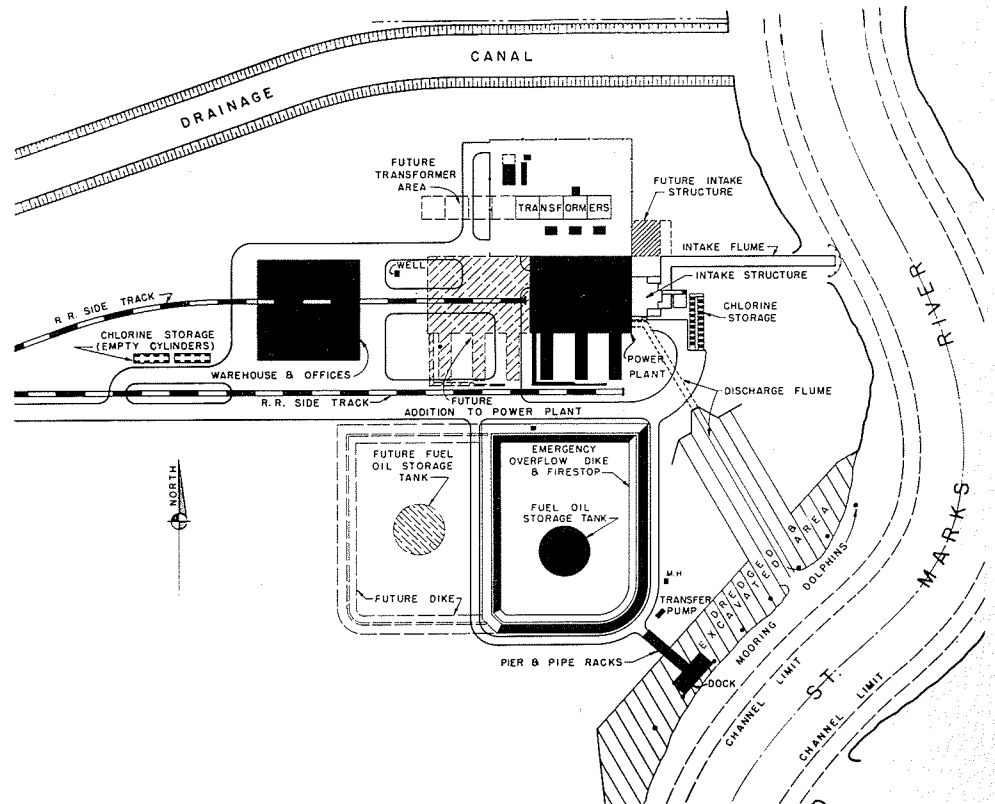 DRAINAGE CANAL
FUTURE
TRANSFORMER
AREA
TRANSFORMERS
FUTURE INTAKE
STRUCTURE
INTAKE FLUME
INTAKE STRUCTURE
WELL
R.R. SIDE TRACK
CHLORINE STORAGE
(EMPTY CYLINDERS)
WAREHOUSE & OFFICES
CHLORINE
STORAGE
POWER
PLANT
DISCHARGE FLUME
R.R. SIDE TRACK
FUTURE
ADDITION TO POWER PLANT
FUTURE FUEL
OIL STORAGE
TANK
EMERGENCY
OVERFLOW DIKE
& FIRESTOP
FUEL OIL
STORAGE TANK
NORTH
FUTURE DIKE
M.H
TRANSFER
PUMP
DREDGED &
EXCAVATED AREA
MOORING DOLPHINS
PIER & PIPE RACKS
DOCK
CHANNEL LIMIT
CHANNEL LIMIT
ST. MARKS RIVER